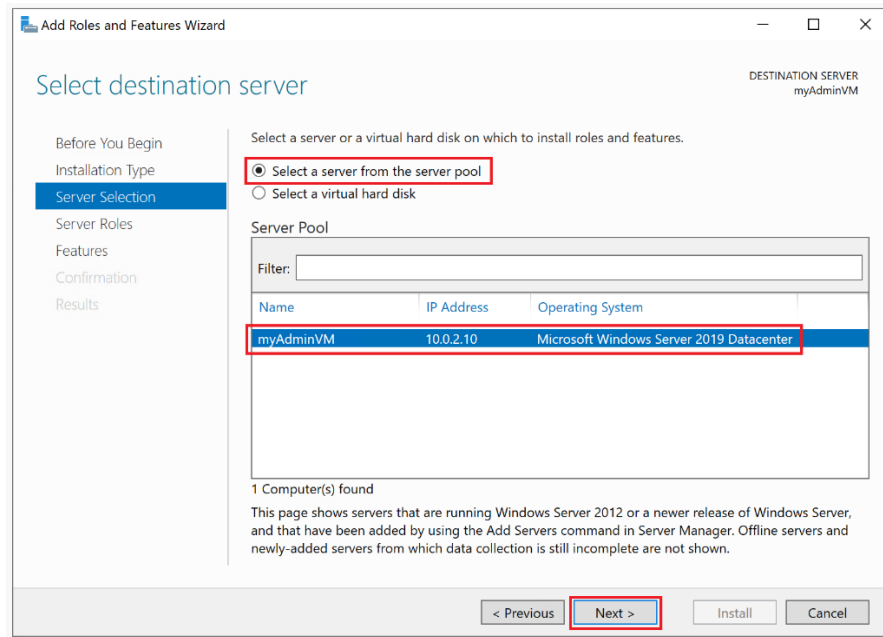 Add Roles and Features Wizard
Select destination server
DESTINATION SERVER
myAdminVM
Before You Begin
Installation Type
Server Selection
Server Roles
Features
Confirmation
Results
Select a server or a virtual hard disk on which to install roles and features.
Select a server from the server pool
Select a virtual hard disk
Server Pool
Filter:
Name IP Address Operating System
myAdminVM 10.0.2.10 Microsoft Windows Server 2019 Datacenter
1 Computer(s) found
This page shows servers that are running Windows Server 2012 or a newer release of Windows Server,
and that have been added by using the Add Servers command in Server Manager. Offline servers and
newly-added servers from which data collection is still incomplete are not shown.
< Previous Next > Install Cancel